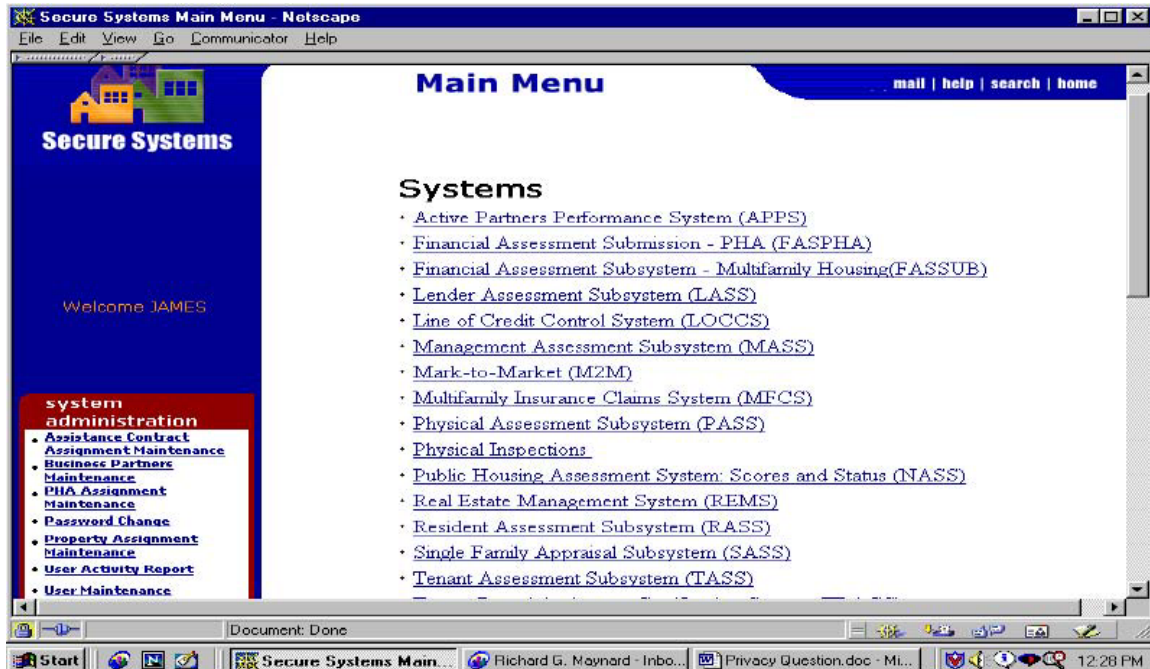 Secure Systems Main Menu - Netscape
File Edit View Go Communicator Help
Main Menu
mail | help | search | home
Secure Systems
Welcome JAMES
system
administration
Assistance Contract
Assignment Maintenance
Business Partners
Maintenance
PHA Assignment
Maintenance
Password Change
Property Assignment
Maintenance
User Activity Report
User Maintenance
Systems
· Active Partners Performance System (APPS)
· Financial Assessment Submission - PHA (FASPHA)
· Financial Assessment Subsystem - Multifamily Housing(FASSUB)
· Lender Assessment Subsystem (LASS)
· Line of Credit Control System (LOCCS)
· Management Assessment Subsystem (MASS)
· Mark-to-Market (M2M)
· Multifamily Insurance Claims System (MFCS)
· Physical Assessment Subsystem (PASS)
· Physical Inspections
· Public Housing Assessment System: Scores and Status (NASS)
· Real Estate Management System (REMS)
· Resident Assessment Subsystem (RASS)
· Single Family Appraisal Subsystem (SASS)
· Tenant Assessment Subsystem (TASS)
Document: Done
Start Secure Systems Main... Richard G. Maynard - Inbo... Privacy Question.doc - Mi... 12:28 PM